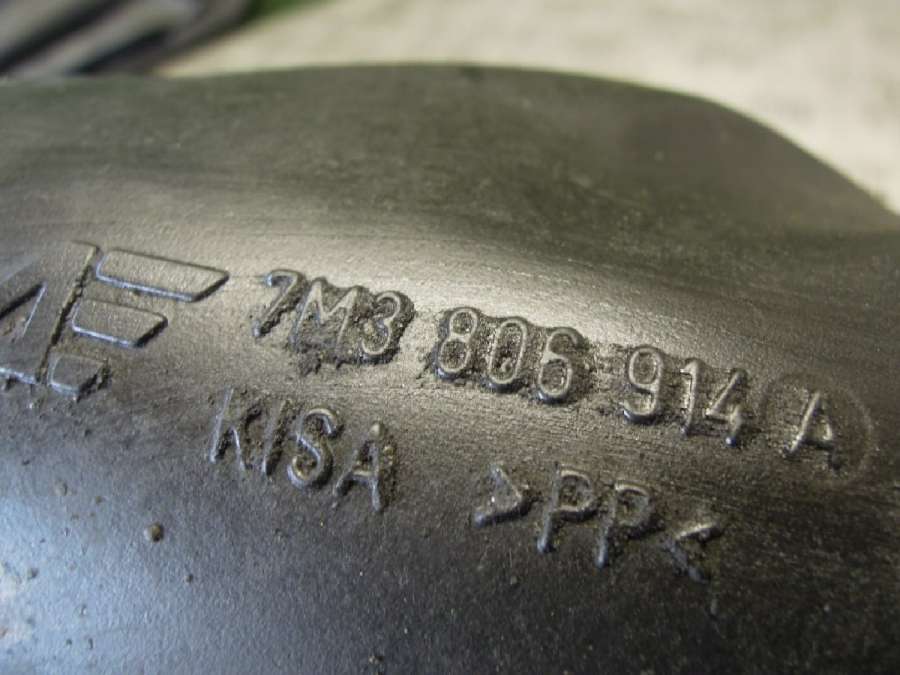 7M3 806 914 A
KISA >PP<